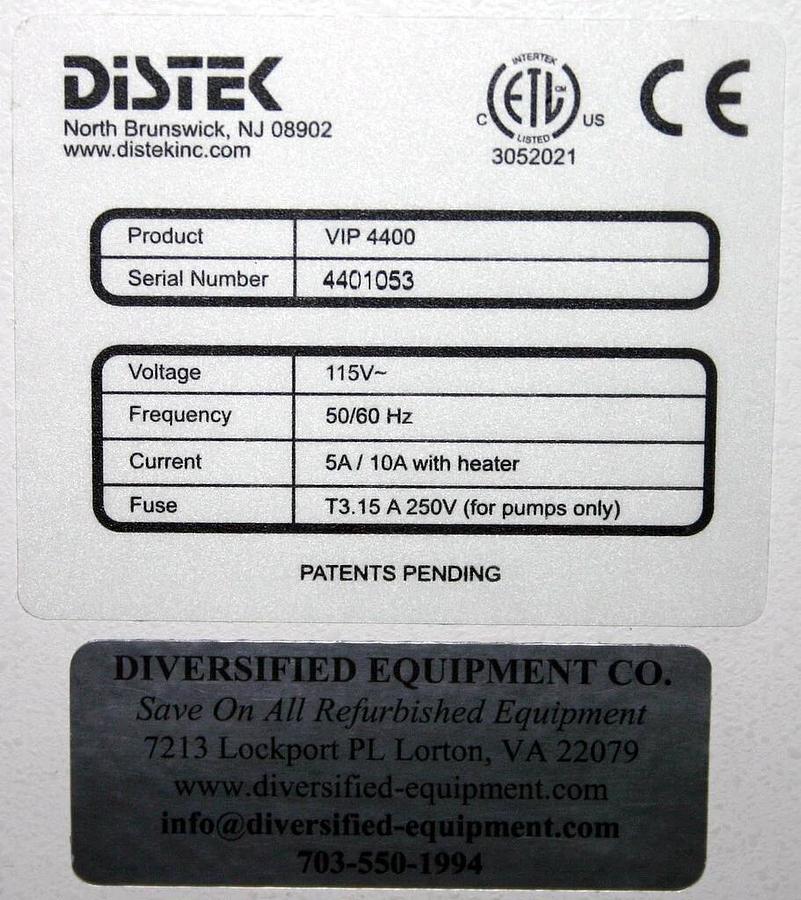 DiSTEK
North Brunswick, NJ 08902
www.distekinc.com
INTERTEK
C ETL CM US
LISTED
3052021
CE
Product VIP 4400
Serial Number 4401053
Voltage 115V~
Frequency 50/60 Hz
Current 5A / 10A with heater
Fuse T3.15 A 250V (for pumps only)
PATENTS PENDING
DIVERSIFIED EQUIPMENT CO.
Save On All Refurbished Equipment
7213 Lockport PL Lorton, VA 22079
www.diversified-equipment.com
info@diversified-equipment.com
703-550-1994